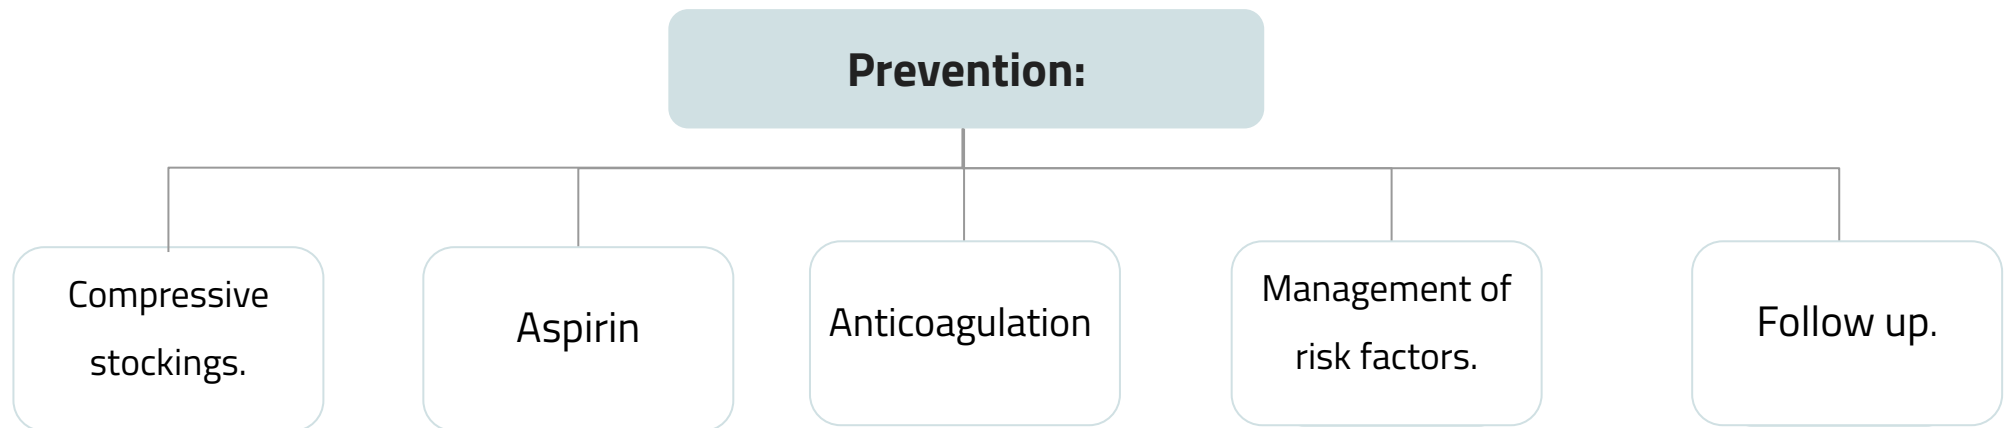 Prevention:
Compressive
stockings.
Aspirin
Anticoagulation
Management of
risk factors.
Follow up.